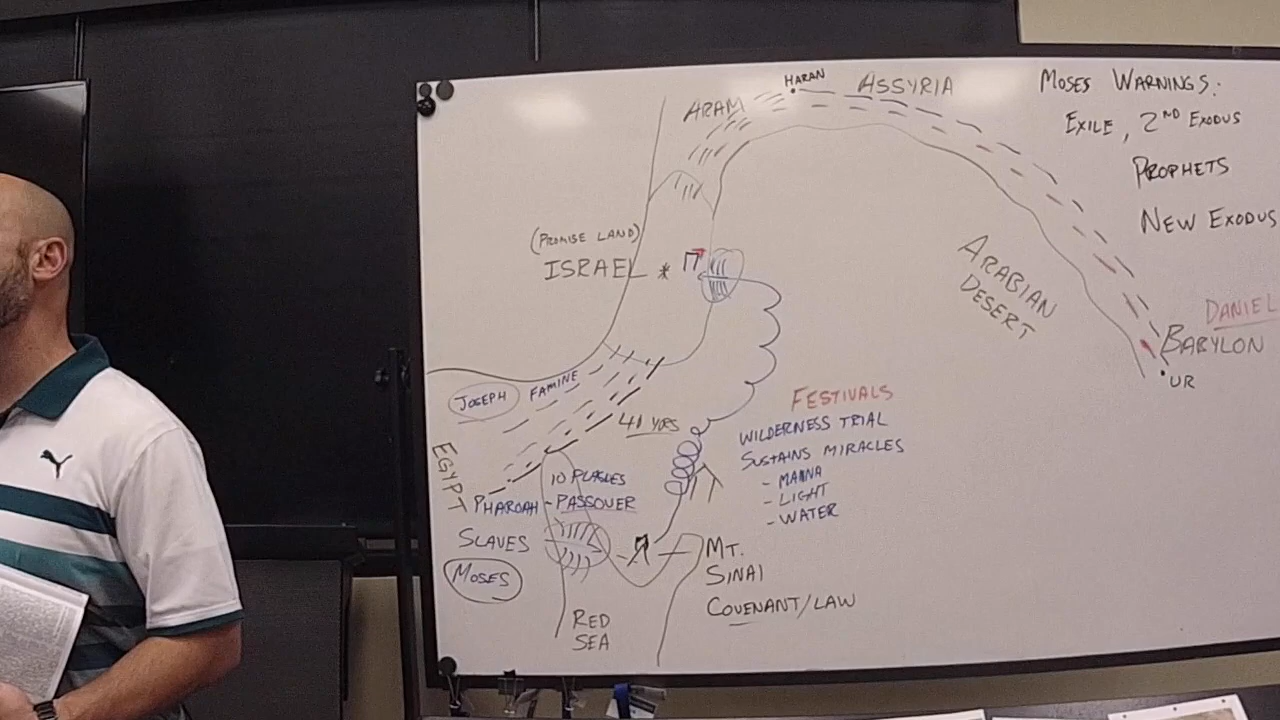 HARAN
ASSYRIA
ARAM
MOSES WARNINGS:
EXILE, 2ND EXODUS
PROPHETS
NEW EXODUS
(PROMISE LAND)
ISRAEL *
ARABIAN
DESERT
DANIEL
BABYLON
UR
JOSEPH FAMINE
EGYPT
40 YRS
FESTIVALS
WILDERNESS TRIAL
SUSTAINS MIRACLES
- MANNA
- LIGHT
- WATER
10 PLAGUES
PHAROAH - PASSOVER
SLAVES
MOSES
MT.
SINAI
COVENANT/LAW
RED
SEA